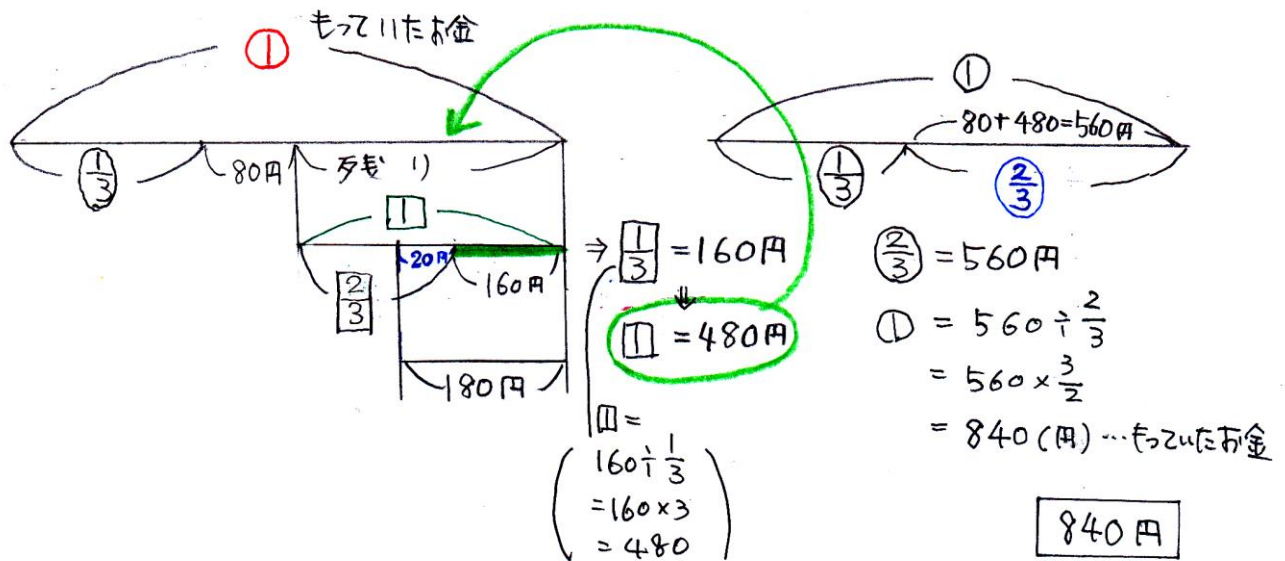 ① もっていたお金
1/3 80円 残り
□1
20円
2/3 160円
180円
⇒ 1/3 = 160円
⇓
□1 = 480円
□1 =
160÷1/3
=160×3
=480
①
80+480=560円
1/3 2/3
2/3 = 560円
① = 560÷2/3
= 560×3/2
= 840(円)…もっていたお金
840円